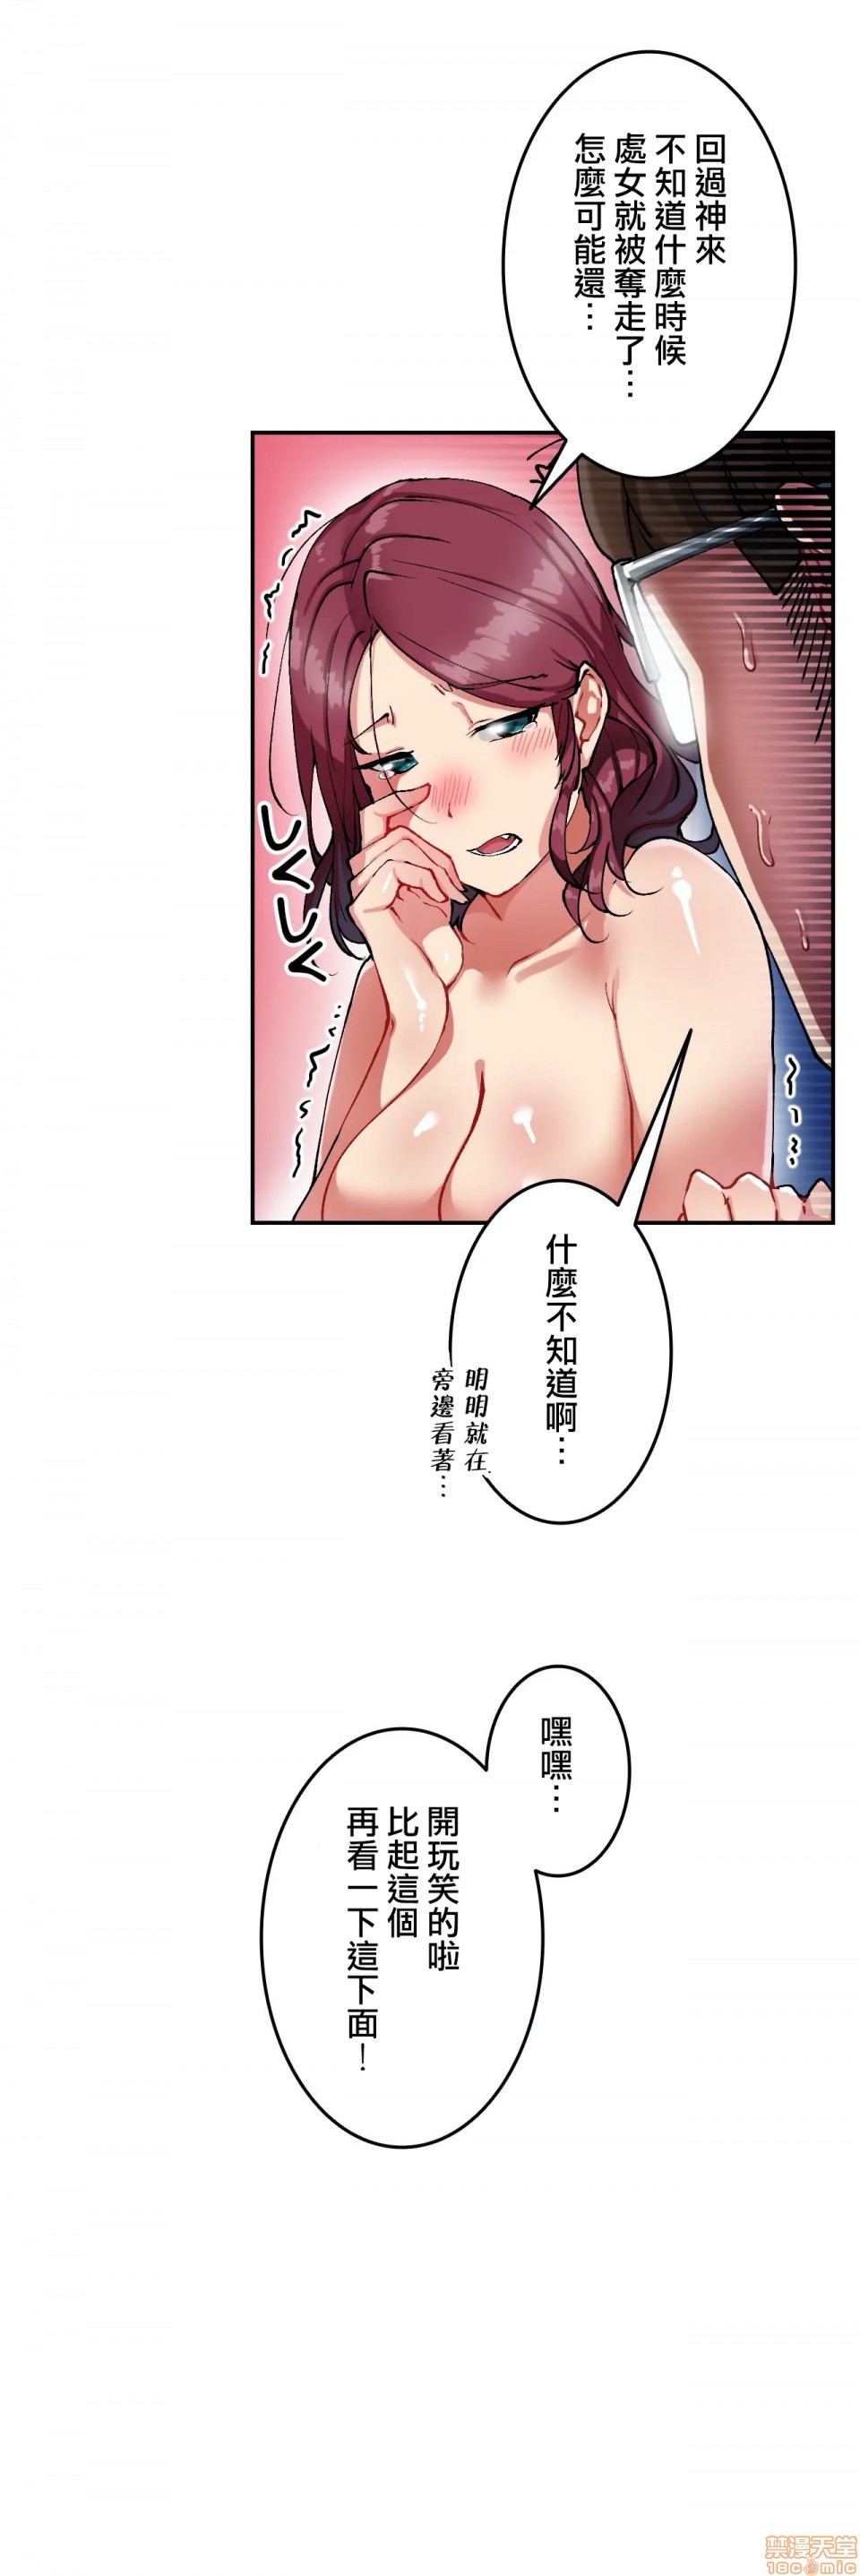 回過神來
不知道什麼時候
處女就被奪走了…
怎麼可能還…
しくしく
什麼不知道啊…
明明就在
旁邊看著…
嘿嘿…
開玩笑的啦
比起這個
再看一下這下面！
禁漫天堂
18comic